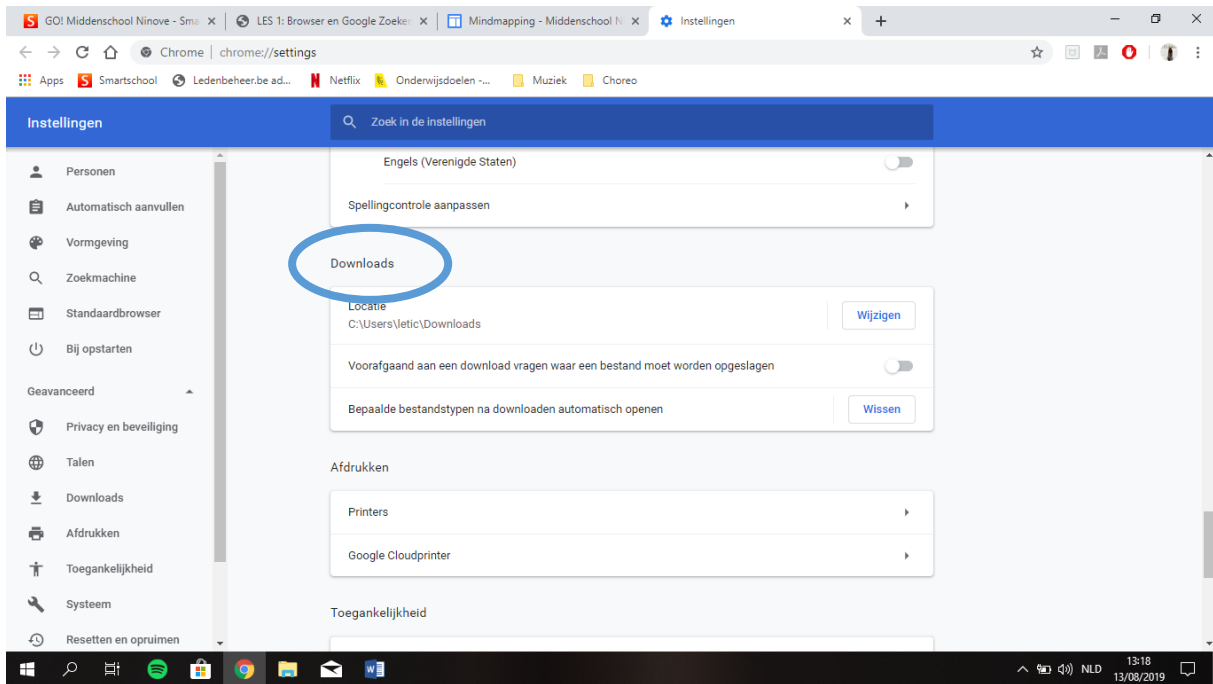 GO! Middenschool Ninove - Sma
LES 1: Browser en Google Zoeken
Mindmapping - Middenschool N
Instellingen
Chrome | chrome://settings
Apps
Smartschool
Ledenbeheer.be ad...
Netflix
Onderwijsdoelen -...
Muziek
Choreo
Instellingen
Zoek in de instellingen
Personen
Automatisch aanvullen
Vormgeving
Zoekmachine
Standaardbrowser
Bij opstarten
Geavanceerd
Privacy en beveiliging
Talen
Downloads
Afdrukken
Toegankelijkheid
Systeem
Resetten en opruimen
Engels (Verenigde Staten)
Spellingcontrole aanpassen
Downloads
Locatie
C:\Users\letic\Downloads
Wijzigen
Voorafgaand aan een download vragen waar een bestand moet worden opgeslagen
Bepaalde bestandstypen na downloaden automatisch openen
Wissen
Afdrukken
Printers
Google Cloudprinter
Toegankelijkheid
NLD
13:18
13/08/2019